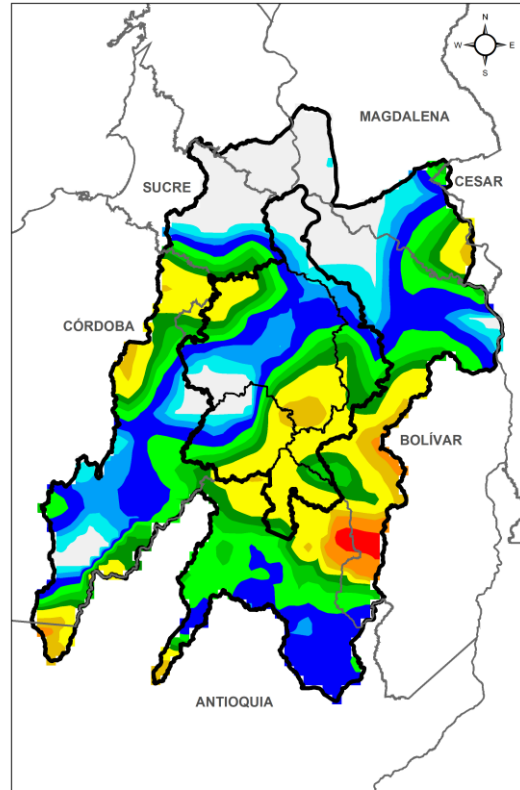 N
W E
S
MAGDALENA
SUCRE
CESAR
CÓRDOBA
BOLÍVAR
ANTIOQUIA